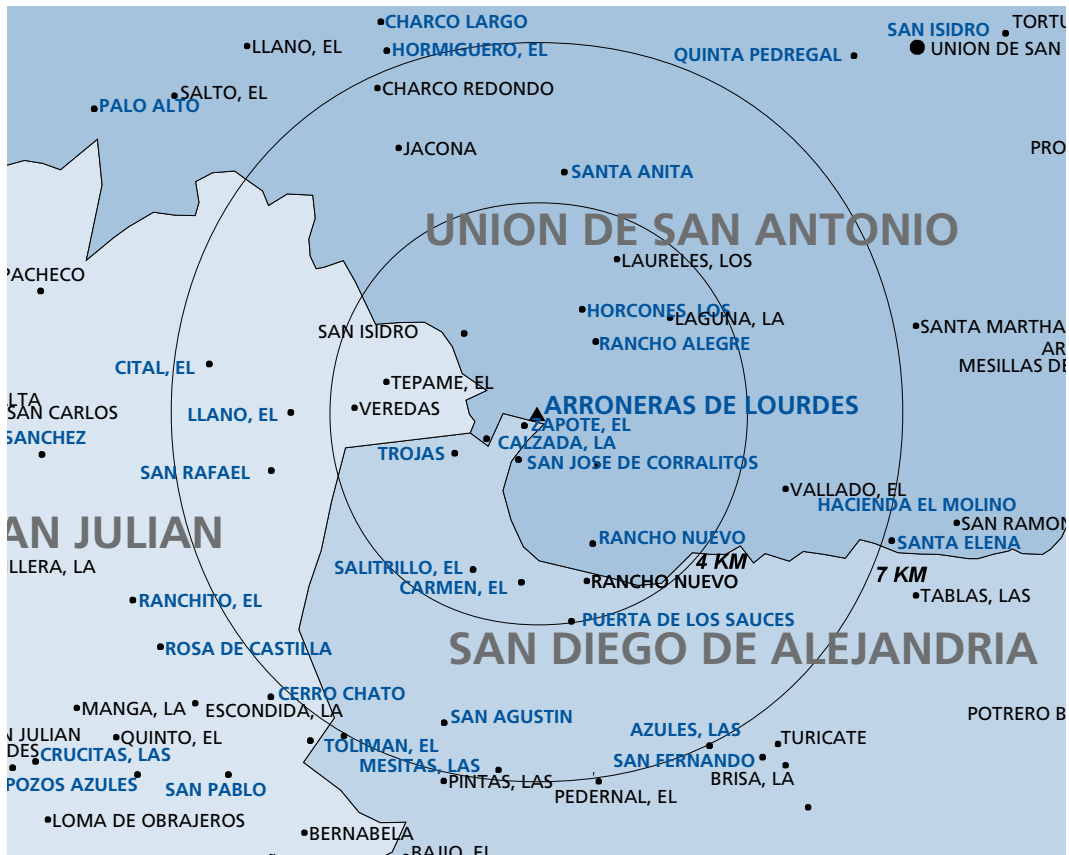 CHARCO LARGO
TORTU
SAN ISIDRO
LLANO, EL
HORMIGUERO, EL
UNION DE SAN
QUINTA PEDREGAL
SALTO, EL
CHARCO REDONDO
PALO ALTO
JACONA
PRO
SANTA ANITA
UNION DE SAN ANTONIO
LAURELES, LOS
PACHECO
HORCONES, LOS
LAGUNA, LA
SAN ISIDRO
SANTA MARTHA
RANCHO ALEGRE
AR
CITAL, EL
MESILLAS DE
TEPAME, EL
LTA
SAN CARLOS
LLANO, EL
VEREDAS
ARRONERAS DE LOURDES
ZAPOTE, EL
SANCHEZ
CALZADA, LA
TROJAS
SAN JOSE DE CORRALITOS
SAN RAFAEL
VALLADO, EL
HACIENDA EL MOLINO
AN JULIAN
SAN RAMON
RANCHO NUEVO
SANTA ELENA
4 KM
LLERA, LA
SALITRILLO, EL
7 KM
CARMEN, EL
RANCHO NUEVO
TABLAS, LAS
RANCHITO, EL
PUERTA DE LOS SAUCES
ROSA DE CASTILLA
SAN DIEGO DE ALEJANDRIA
CERRO CHATO
MANGA, LA
ESCONDIDA, LA
SAN AGUSTIN
POTRERO B
N JULIAN
QUINTO, EL
AZULES, LAS
TURICATE
DES
CRUCITAS, LAS
TOLIMAN, EL
MESITAS, LAS
SAN FERNANDO
POZOS AZULES
SAN PABLO
PINTAS, LAS
BRISA, LA
PEDERNAL, EL
LOMA DE OBRAJEROS
BERNABELA
BAJIO, EL